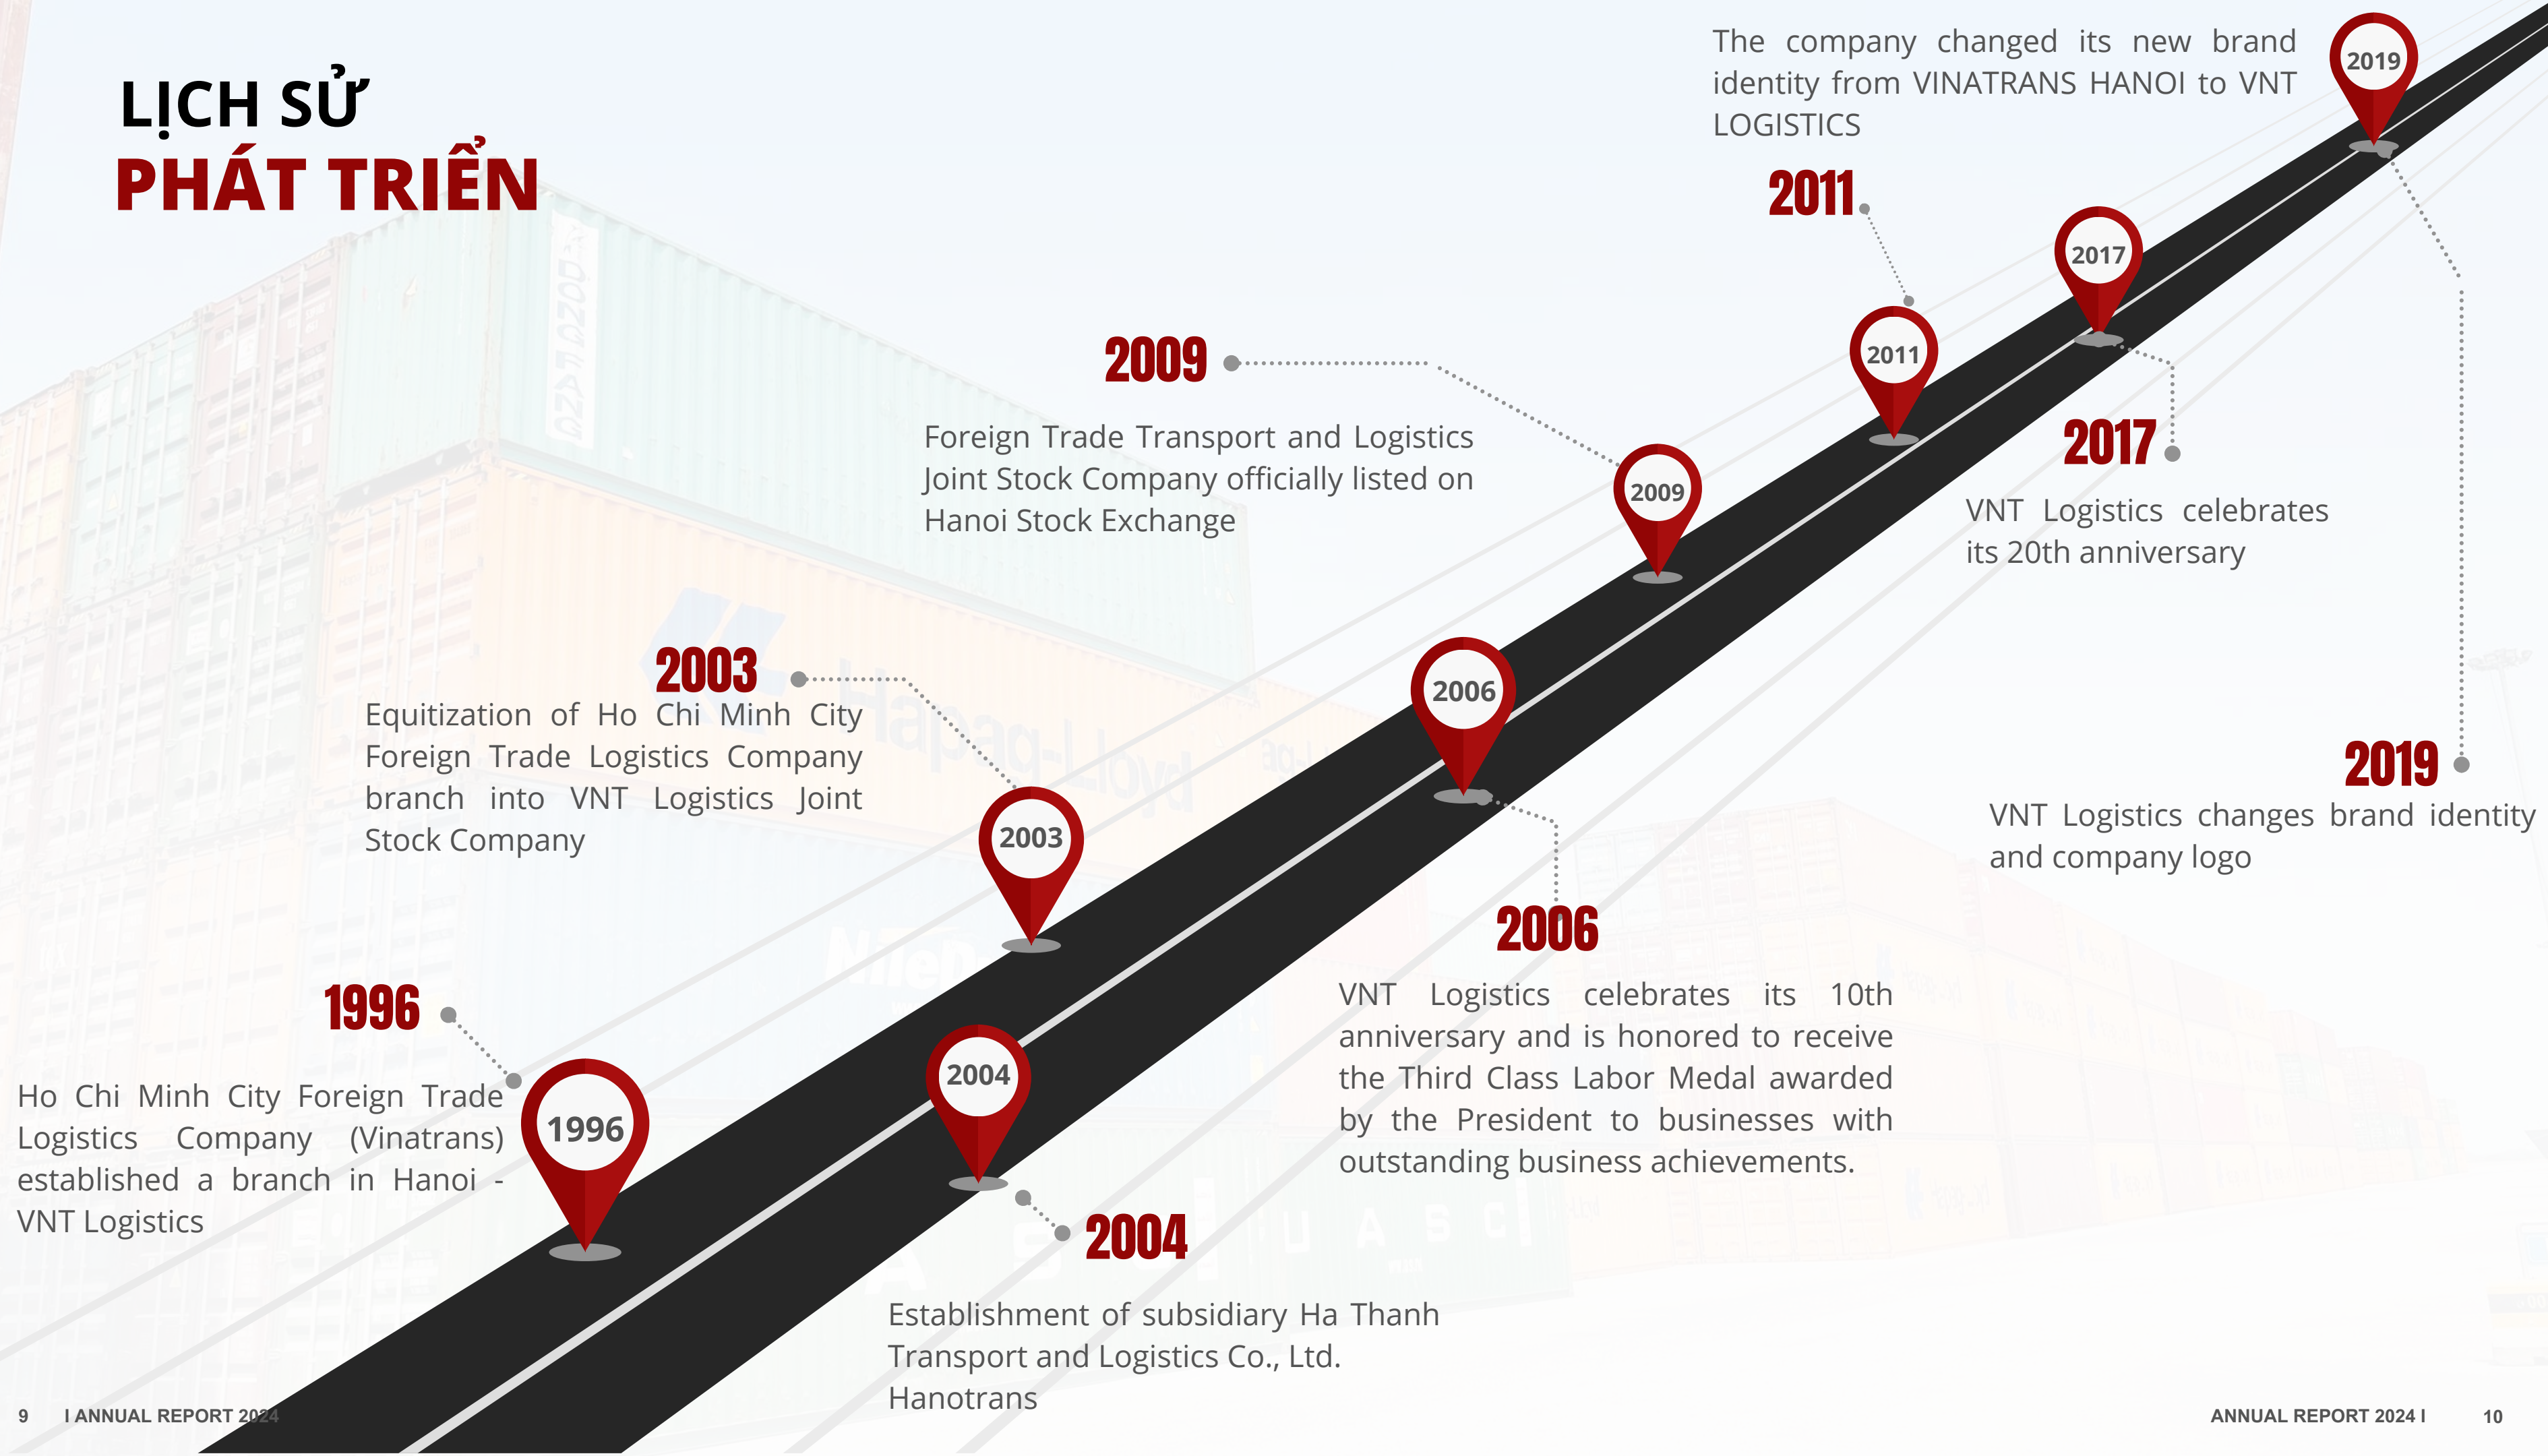 LỊCH SỬ
PHÁT TRIỂN
1996
Ho Chi Minh City Foreign Trade
Logistics Company (Vinatrans)
established a branch in Hanoi -
VNT Logistics
1996
2003
Equitization of Ho Chi Minh City
Foreign Trade Logistics Company
branch into VNT Logistics Joint
Stock Company
2003
2004
2004
Establishment of subsidiary Ha Thanh
Transport and Logistics Co., Ltd.
Hanotrans
2006
2006
VNT Logistics celebrates its 10th
anniversary and is honored to receive
the Third Class Labor Medal awarded
by the President to businesses with
outstanding business achievements.
2009
Foreign Trade Transport and Logistics
Joint Stock Company officially listed on
Hanoi Stock Exchange
2009
The company changed its new brand
identity from VINATRANS HANOI to VNT
LOGISTICS
2011
2011
2017
2017
VNT Logistics celebrates
its 20th anniversary
2019
2019
VNT Logistics changes brand identity
and company logo
Hapag-Lloyd
DONG FANG
UASC
9 I ANNUAL REPORT 2024
ANNUAL REPORT 2024 I 10